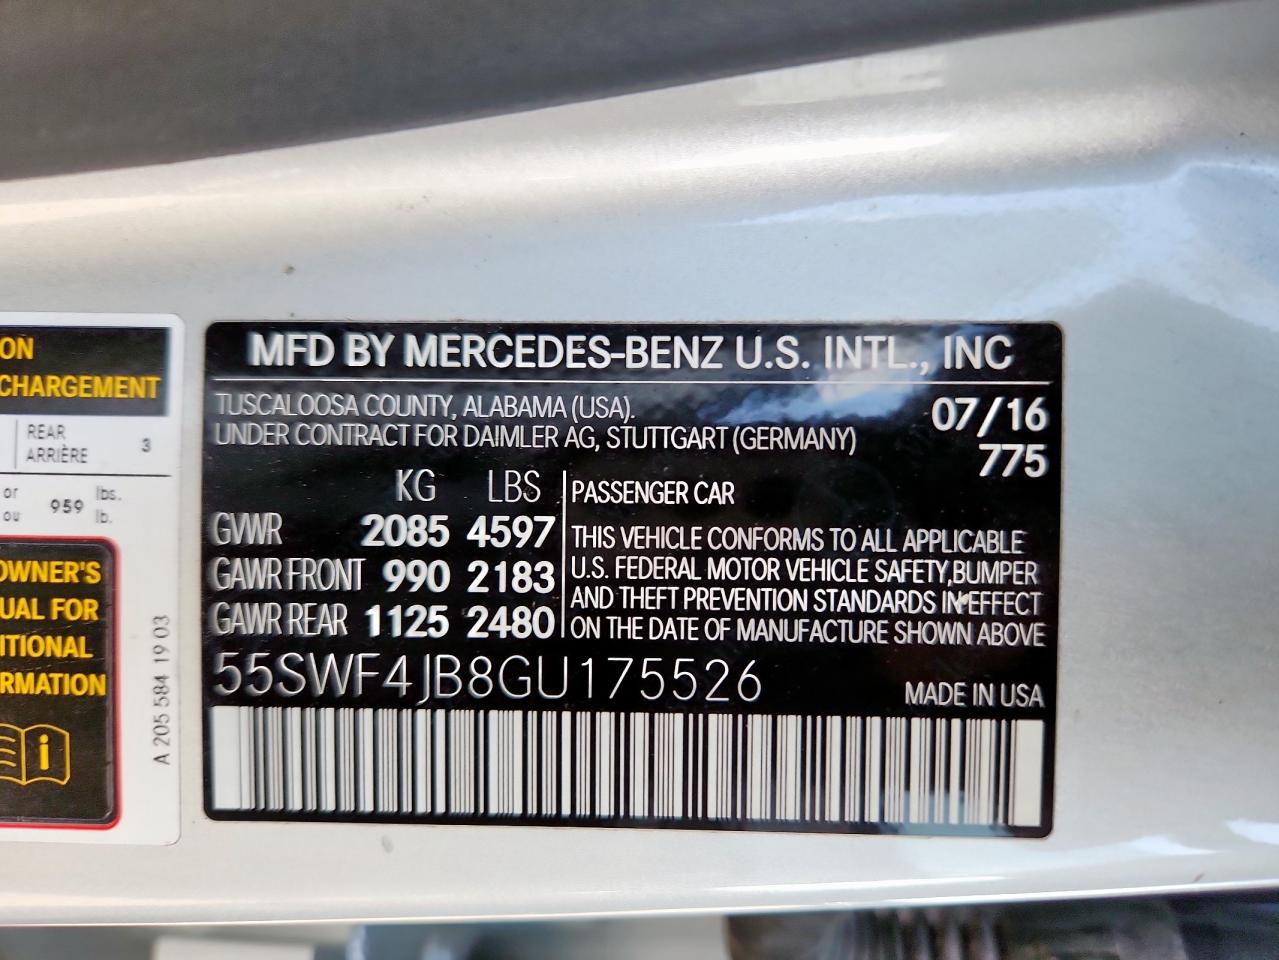 ON
CHARGEMENT
REAR
ARRIÈRE 3
or 959 lbs.
ou lb.
OWNER'S
UAL FOR
ITIONAL
RMATION
A 205 584 19 03
MFD BY MERCEDES-BENZ U.S. INTL., INC
TUSCALOOSA COUNTY, ALABAMA (USA). 07/16
UNDER CONTRACT FOR DAIMLER AG, STUTTGART (GERMANY) 775
KG LBS
GVWR 2085 4597
GAWR FRONT 990 2183
GAWR REAR 1125 2480
PASSENGER CAR
THIS VEHICLE CONFORMS TO ALL APPLICABLE
U.S. FEDERAL MOTOR VEHICLE SAFETY, BUMPER
AND THEFT PREVENTION STANDARDS IN EFFECT
ON THE DATE OF MANUFACTURE SHOWN ABOVE
55SWF4JB8GU175526 MADE IN USA